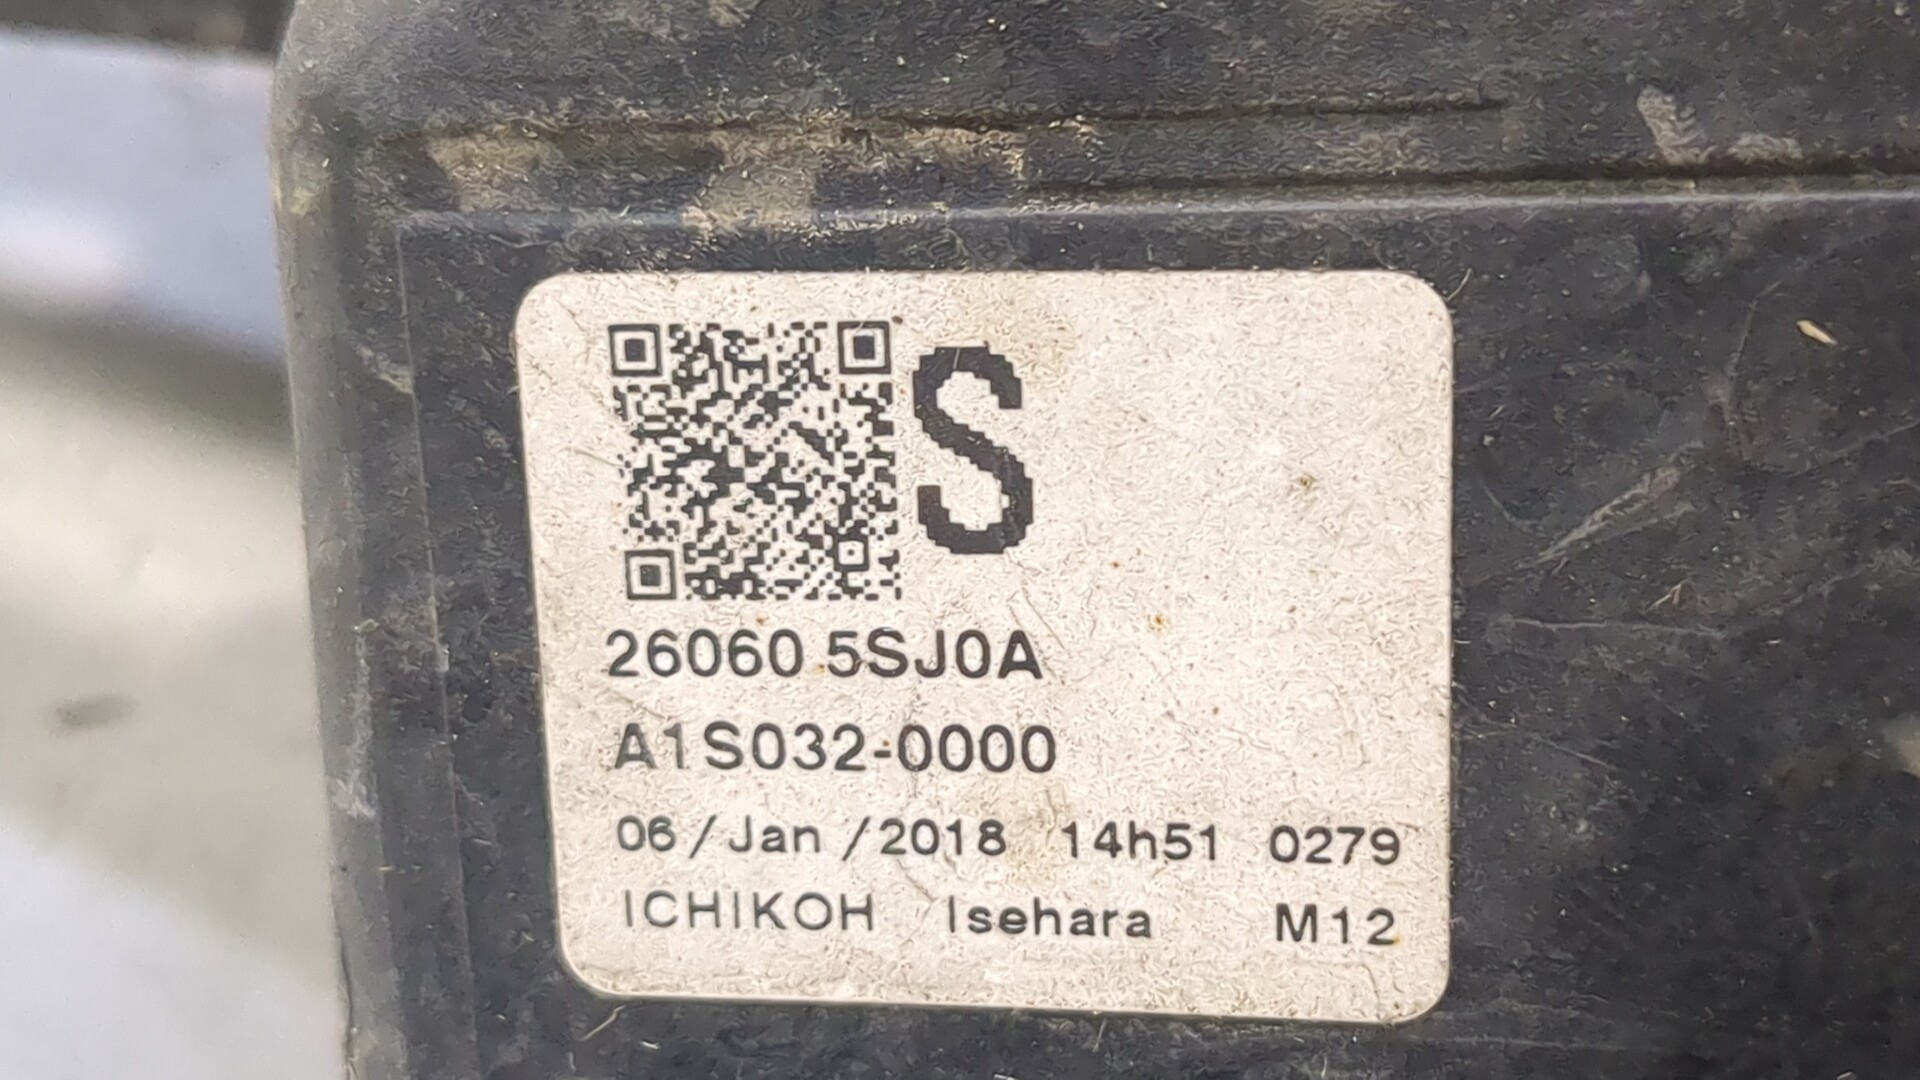 S
26060 5SJ0A
A1S032-0000
06/Jan/2018 14h51 0279
ICHIKOH Isehara M12